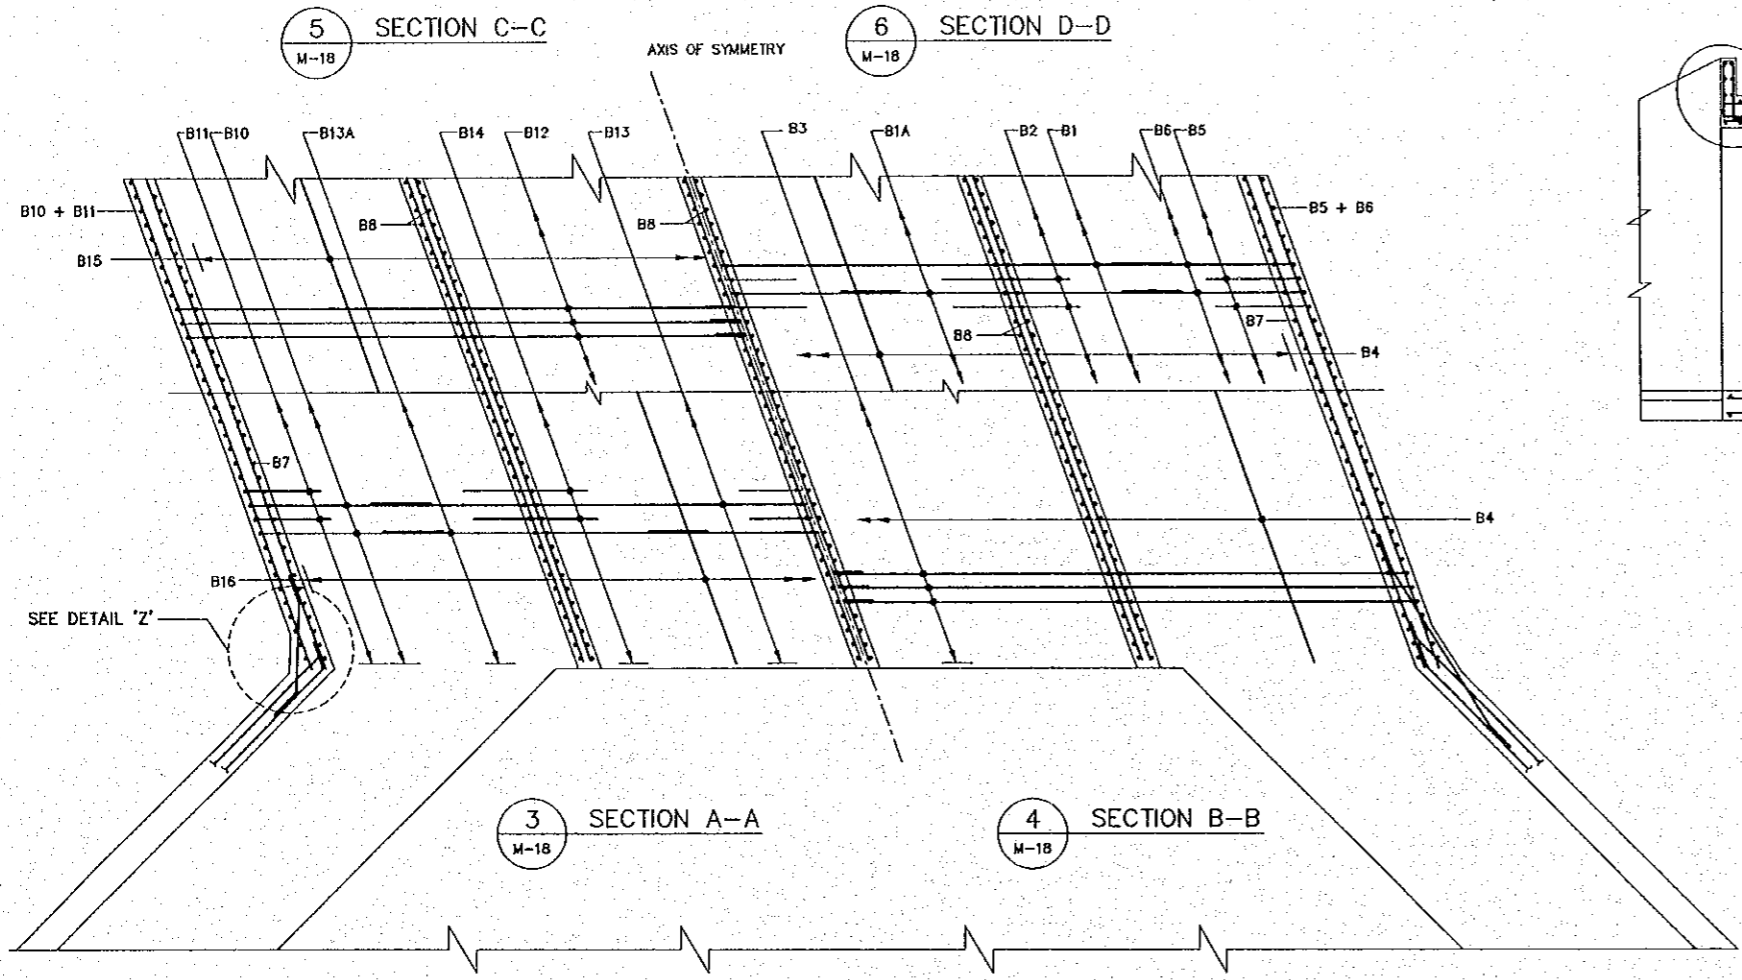 5
M-18
SECTION C-C
6
M-18
SECTION D-D
AXIS OF SYMMETRY
B11
B10
B13A
B14
B12
B13
B3
B1A
B2
B1
B6
B5
B10 + B11
B8
B8
B5 + B6
B15
B8
B7
B4
B7
B4
B16
SEE DETAIL 'Z'
3
M-18
SECTION A-A
4
M-18
SECTION B-B